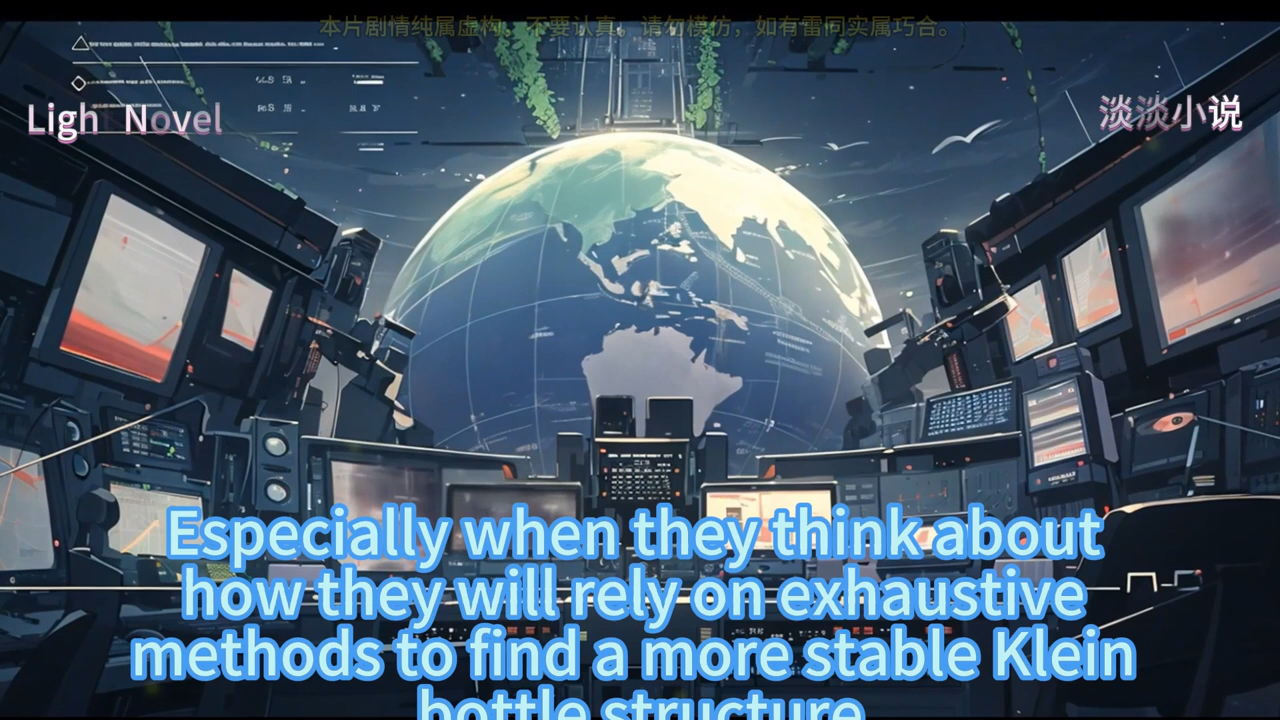 本片剧情纯属虚构，不要认真，请勿模仿，如有雷同实属巧合。
Ligh Novel
淡淡小说
Especially when they think about
how they will rely on exhaustive
methods to find a more stable Klein
bottle structure